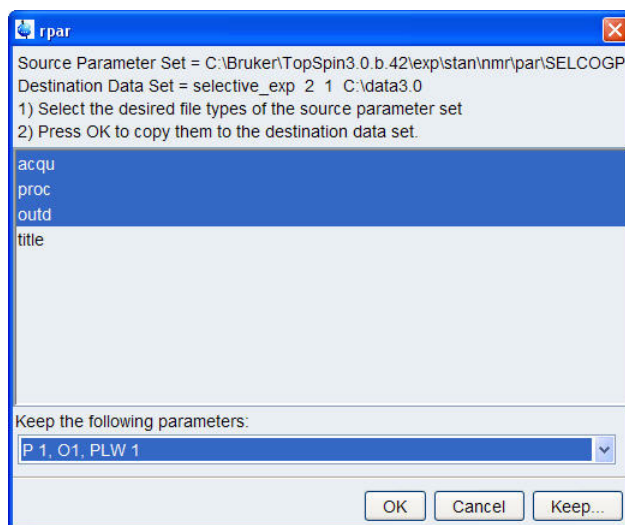 rpar
Source Parameter Set = C:\Bruker\TopSpin3.0.b.42\exp\stan\nmr\par\SELCOGP
Destination Data Set = selective_exp 2 1 C:\data3.0
1) Select the desired file types of the source parameter set
2) Press OK to copy them to the destination data set.
acqu
proc
outd
title
Keep the following parameters:
P 1, O1, PLW 1
OK Cancel Keep...